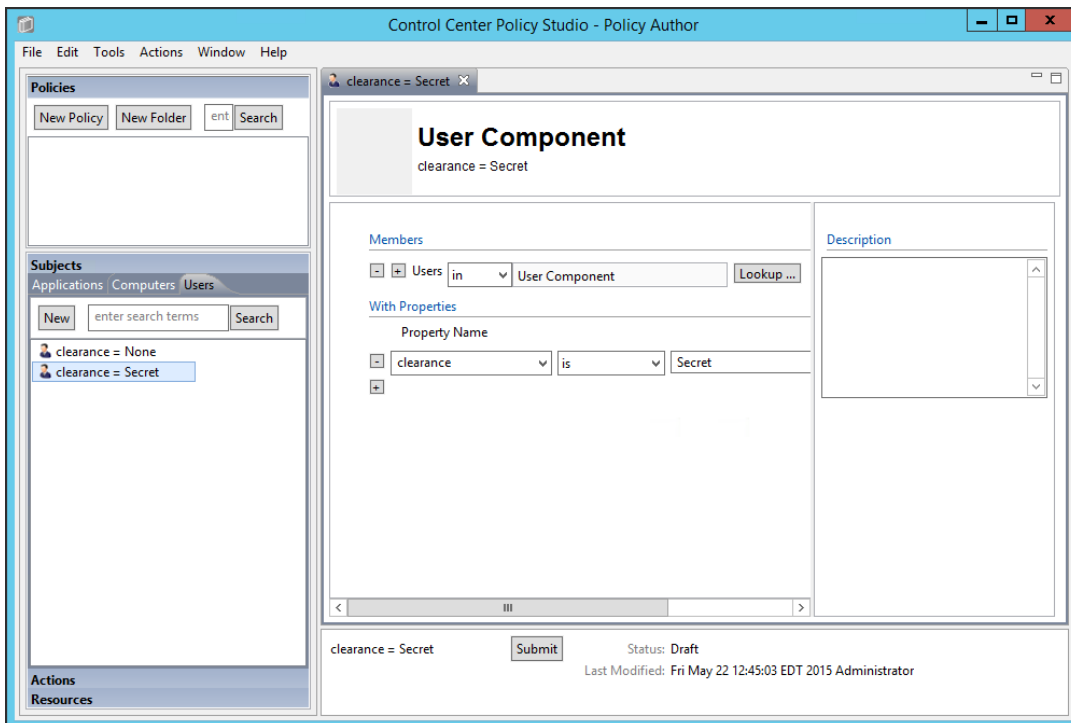 Control Center Policy Studio - Policy Author
File Edit Tools Actions Window Help
Policies
New Policy New Folder ent Search
Subjects
Applications Computers Users
New enter search terms Search
clearance = None
clearance = Secret
Actions
Resources
clearance = Secret
User Component
clearance = Secret
Members
- + Users in User Component Lookup ...
With Properties
Property Name
- clearance is Secret
+
Description
clearance = Secret Submit Status: Draft
Last Modified: Fri May 22 12:45:03 EDT 2015 Administrator